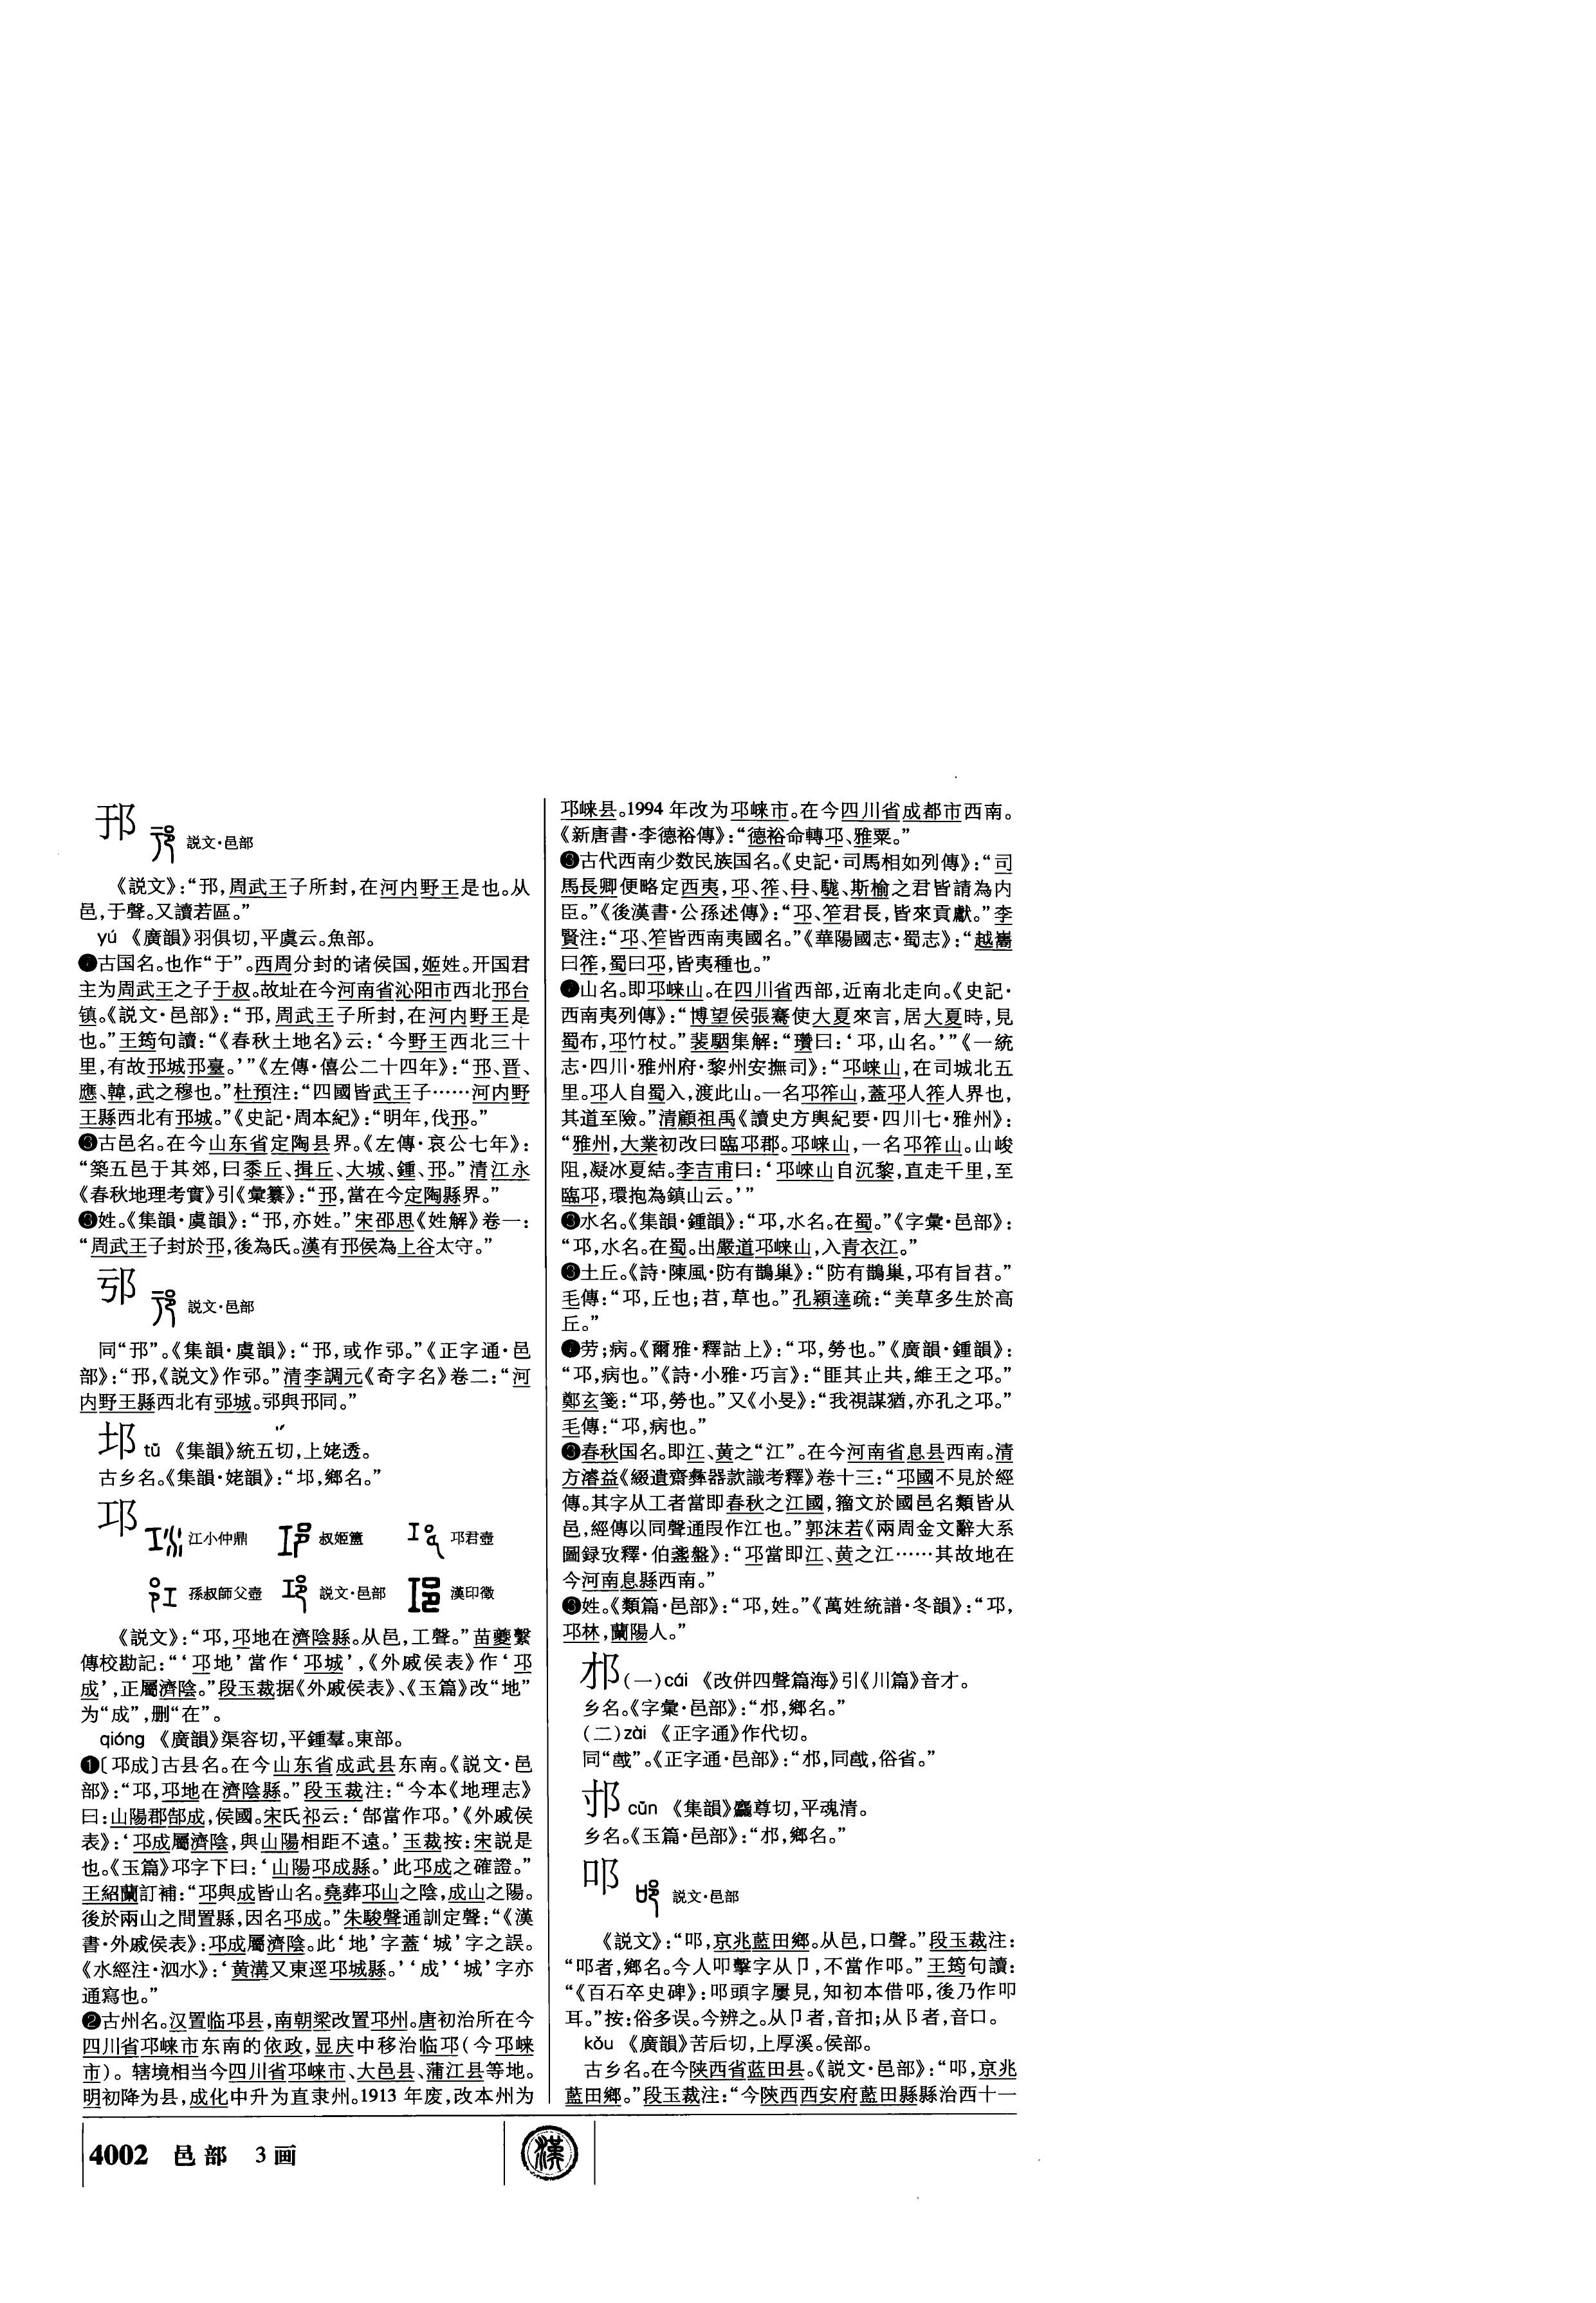 邘
説文·邑部
《説文》：“邘，周武王子所封，在河内野王是也。从
邑，于聲。又讀若區。”
yú 《廣韻》羽俱切，平虞云。魚部。
古国名。也作“于”。西周分封的诸侯国，姬姓。开国君
主为周武王之子于叔。故址在今河南省沁阳市西北邘台
镇。《説文·邑部》：“邘，周武王子所封，在河内野王是
也。”王筠句讀：“《春秋土地名》云：‘今野王西北三十
里，有故邘城邘臺。’”《左傳·僖公二十四年》：“邘、晋、
應、韓，武之穆也。”杜預注：“四國皆武王子……河内野
王縣西北有邘城。”《史記·周本紀》：“明年，伐邘。”
❸古邑名。在今山东省定陶县界。《左傳·哀公七年》：
“築五邑于其郊，曰黍丘、揖丘、大城、鍾、邘。”清江永
《春秋地理考實》引《彙纂》：“邘，當在今定陶縣界。”
❸姓。《集韻·虞韻》：“邘，亦姓。”宋邵思《姓解》卷一：
“周武王子封於邘，後為氏。漢有邘侯為上谷太守。”
説文·邑部
同“邘”。《集韻·虞韻》：“邘，或作䢴。”《正字通·邑
部》：“邘，《説文》作䢴。”清李調元《奇字名》卷二：“河
内野王縣西北有䢴城。䢴與邘同。”
tǔ 《集韻》統五切，上姥透。
古乡名。《集韻·姥韻》：“𨙸，鄉名。”
邛
江小仲鼎 叔姬簠 邛君壺
孫叔師父壺 説文·邑部 漢印徵
《説文》：“邛，邛地在濟陰縣。从邑，工聲。”苗夔繫
傳校勘記：“‘邛地’當作‘邛城’，《外戚侯表》作‘邛
成’，正屬濟陰。”段玉裁据《外戚侯表》、《玉篇》改“地”
为“成”，删“在”。
qióng 《廣韻》渠容切，平鍾羣。東部。
❶〔邛成〕古县名。在今山东省成武县东南。《説文·邑
部》：“邛，邛地在濟陰縣。”段玉裁注：“今本《地理志》
曰：山陽郡郜成，侯國。宋氏祁云：‘郜當作邛。’《外戚侯
表》：‘邛成屬濟陰，與山陽相距不遠。’玉裁按：宋説是
也。《玉篇》邛字下曰：‘山陽邛成縣。’此邛成之確證。”
王紹蘭訂補：“邛與成皆山名。堯葬邛山之陰，成山之陽。
後於兩山之間置縣，因名邛成。”朱駿聲通訓定聲：“《漢
書·外戚侯表》：邛成屬濟陰。此‘地’字蓋‘城’字之誤。
《水經注·泗水》：‘黄溝又東逕邛城縣。’‘成’‘城’字亦
通寫也。”
❷古州名。汉置临邛县，南朝梁改置邛州。唐初治所在今
四川省邛崃市东南的依政，显庆中移治临邛（今邛崃
市）。辖境相当今四川省邛崃市、大邑县、蒲江县等地。
明初降为县，成化中升为直隶州。1913 年废，改本州为
邛崃县。1994 年改为邛崃市。在今四川省成都市西南。
《新唐書·李德裕傳》：“德裕命轉邛、雅粟。”
❸古代西南少数民族国名。《史記·司馬相如列傳》：“司
馬長卿便略定西夷，邛、筰、冄、駹、斯榆之君皆請為内
臣。”《後漢書·公孫述傳》：“邛、笮君長，皆來貢獻。”李
賢注：“邛、笮皆西南夷國名。”《華陽國志·蜀志》：“越巂
曰筰，蜀曰邛，皆夷種也。”
山名。即邛崃山。在四川省西部，近南北走向。《史記·
西南夷列傳》：“博望侯張騫使大夏來言，居大夏時，見
蜀布，邛竹杖。”裴駰集解：“瓚曰：‘邛，山名。’”《一統
志·四川·雅州府·黎州安撫司》：“邛崍山，在司城北五
里。邛人自蜀入，渡此山。一名邛筰山，蓋邛人筰人界也，
其道至險。”清顧祖禹《讀史方輿紀要·四川七·雅州》：
“雅州，大業初改曰臨邛郡。邛崍山，一名邛筰山。山峻
阻，凝冰夏結。李吉甫曰：‘邛崍山自沉黎，直走千里，至
臨邛，環抱為鎮山云。’”
❸水名。《集韻·鍾韻》：“邛，水名。在蜀。”《字彙·邑部》：
“邛，水名。在蜀。出嚴道邛崍山，入青衣江。”
❸土丘。《詩·陳風·防有鵲巢》：“防有鵲巢，邛有旨苕。”
毛傳：“邛，丘也；苕，草也。”孔穎達疏：“美草多生於高
丘。”
劳；病。《爾雅·釋詁上》：“邛，勞也。”《廣韻·鍾韻》：
“邛，病也。”《詩·小雅·巧言》：“匪其止共，維王之邛。”
鄭玄箋：“邛，勞也。”又《小旻》：“我視謀猶，亦孔之邛。”
毛傳：“邛，病也。”
❸春秋国名。即江、黄之“江”。在今河南省息县西南。清
方濬益《綴遺齋彝器款識考釋》卷十三：“邛國不見於經
傳。其字从工者當即春秋之江國，籀文於國邑名類皆从
邑，經傳以同聲通叚作江也。”郭沫若《兩周金文辭大系
圖録攷釋·伯盞盤》：“邛當即江、黄之江……其故地在
今河南息縣西南。”
❸姓。《類篇·邑部》：“邛，姓。”《萬姓統譜·冬韻》：“邛，
邛林，蘭陽人。”
（一）cái 《改併四聲篇海》引《川篇》音才。
乡名。《字彙·邑部》：“𨙴，鄉名。”
（二）zài 《正字通》作代切。
同“戴”。《正字通·邑部》：“𨙴，同戴，俗省。”
邨 cūn 《集韻》麤尊切，平魂清。
乡名。《玉篇·邑部》：“邨，鄉名。”
叩
説文·邑部
《説文》：“叩，京兆藍田鄉。从邑，口聲。”段玉裁注：
“叩者，鄉名。今人叩擊字从卩，不當作叩。”王筠句讀：
“《百石卒史碑》：叩頭字屢見，知初本借叩，後乃作叩
耳。”按：俗多误。今辨之。从卩者，音扣；从阝者，音口。
kǒu 《廣韻》苦后切，上厚溪。侯部。
古乡名。在今陕西省蓝田县。《説文·邑部》：“叩，京兆
藍田鄉。”段玉裁注：“今陝西西安府藍田縣縣治西十一
4002 邑部 3画
漢